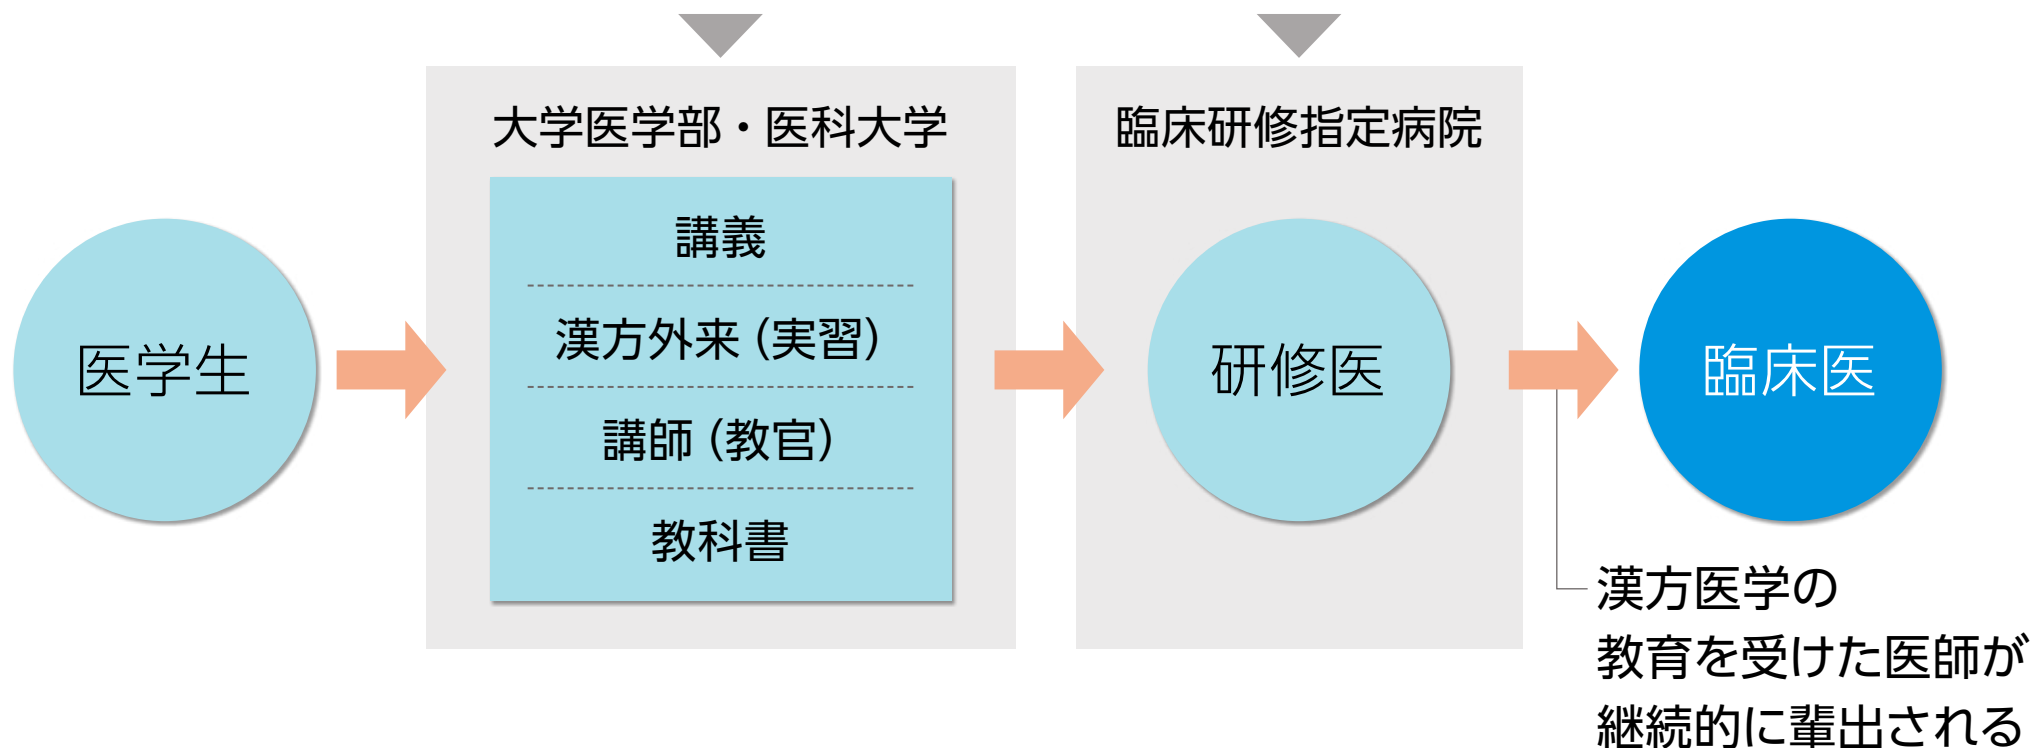 大学医学部・医科大学
臨床研修指定病院
医学生
講義
漢方外来（実習）
講師（教官）
教科書
研修医
臨床医
漢方医学の
教育を受けた医師が
継続的に輩出される